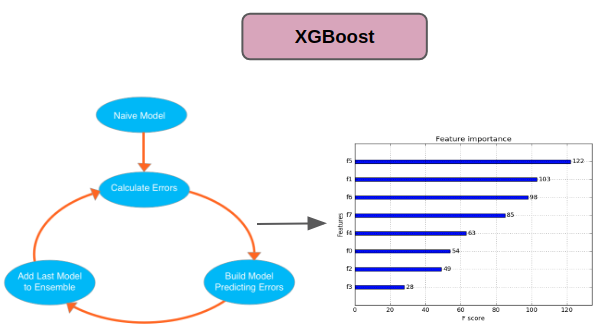 XGBoost
Naive Model
Calculate Errors
Add Last Model
to Ensemble
Build Model
Predicting Errors
Feature importance
Features
f5
122
f1
103
f6
98
f7
85
f4
63
f0
54
f2
49
f3
28
0
20
40
60
80
100
120
F score